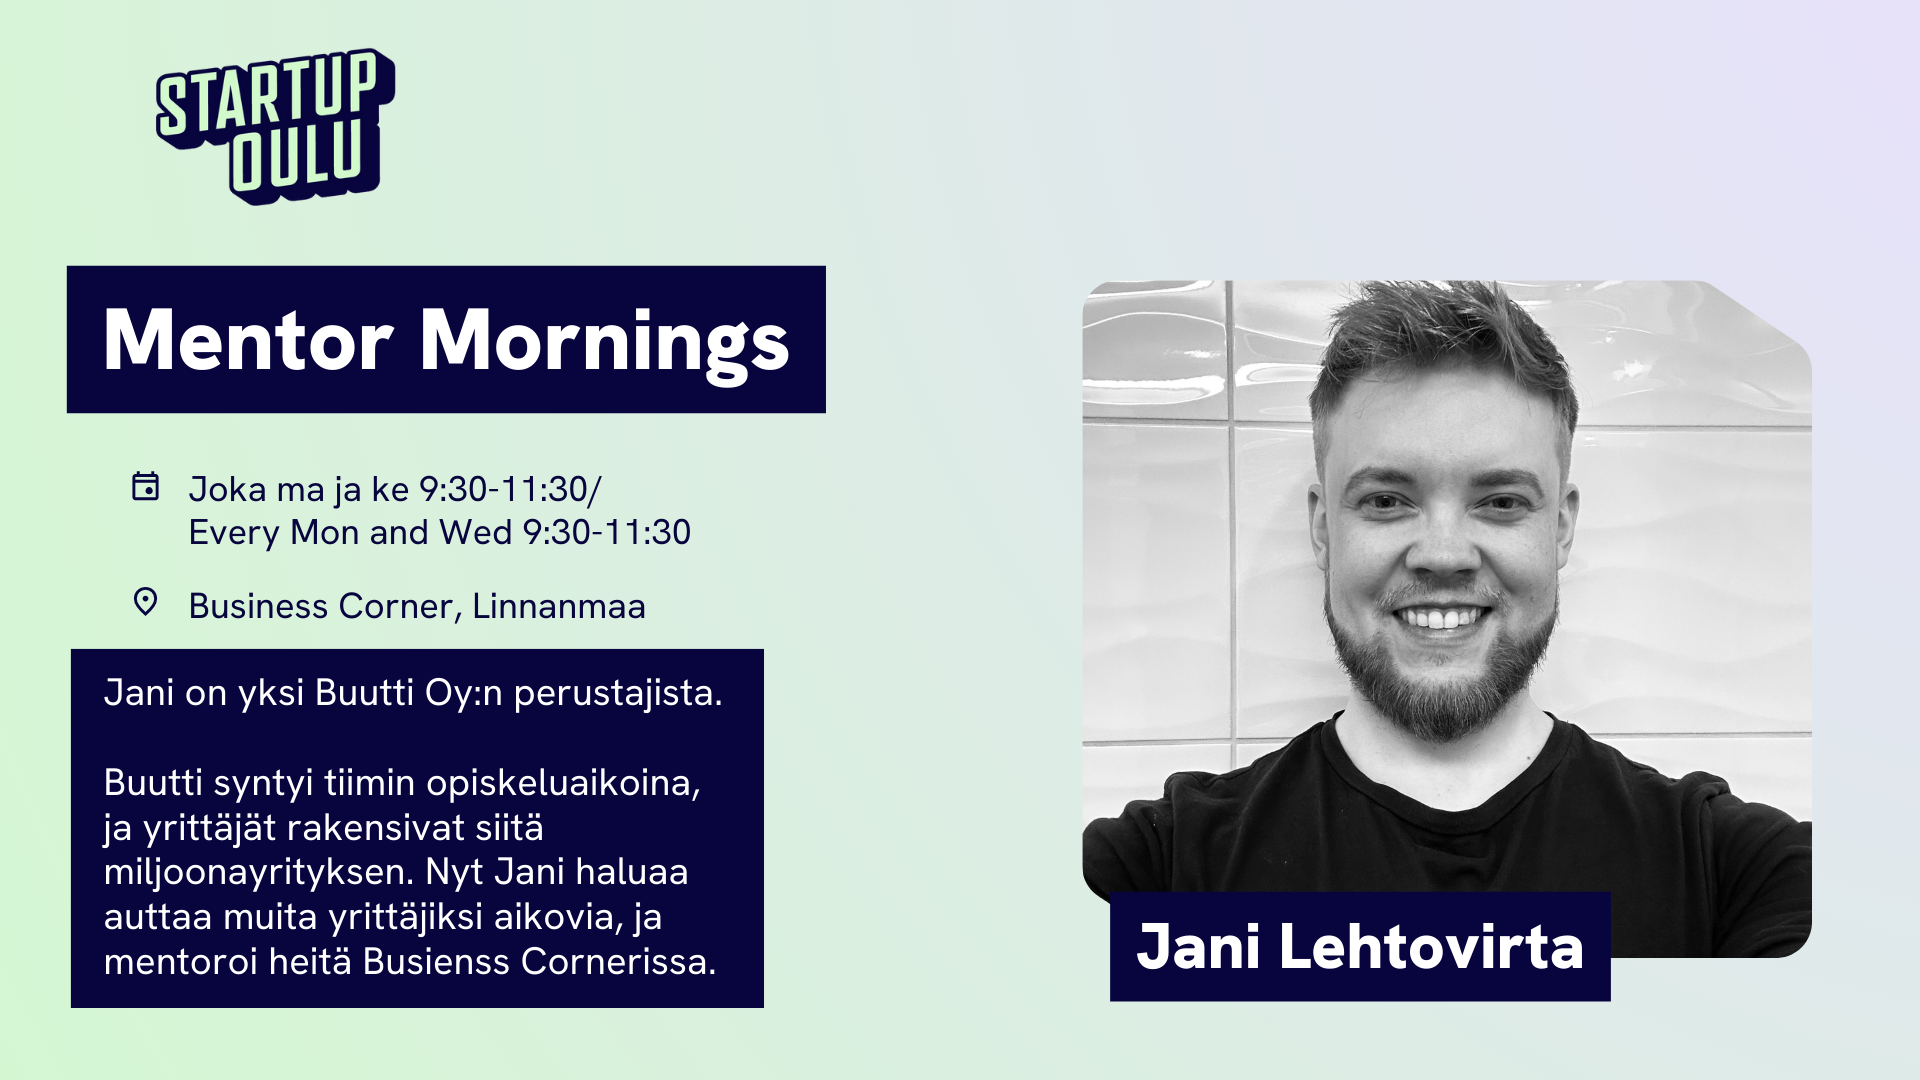 STARTUP
OULU
Mentor Mornings
Joka ma ja ke 9:30-11:30/
Every Mon and Wed 9:30-11:30
Business Corner, Linnanmaa
Jani on yksi Buutti Oy:n perustajista.
Buutti syntyi tiimin opiskeluaikoina,
ja yrittäjät rakensivat siitä
miljoonayrityksen. Nyt Jani haluaa
auttaa muita yrittäjiksi aikovia, ja
mentoroi heitä Busienss Cornerissa.
Jani Lehtovirta